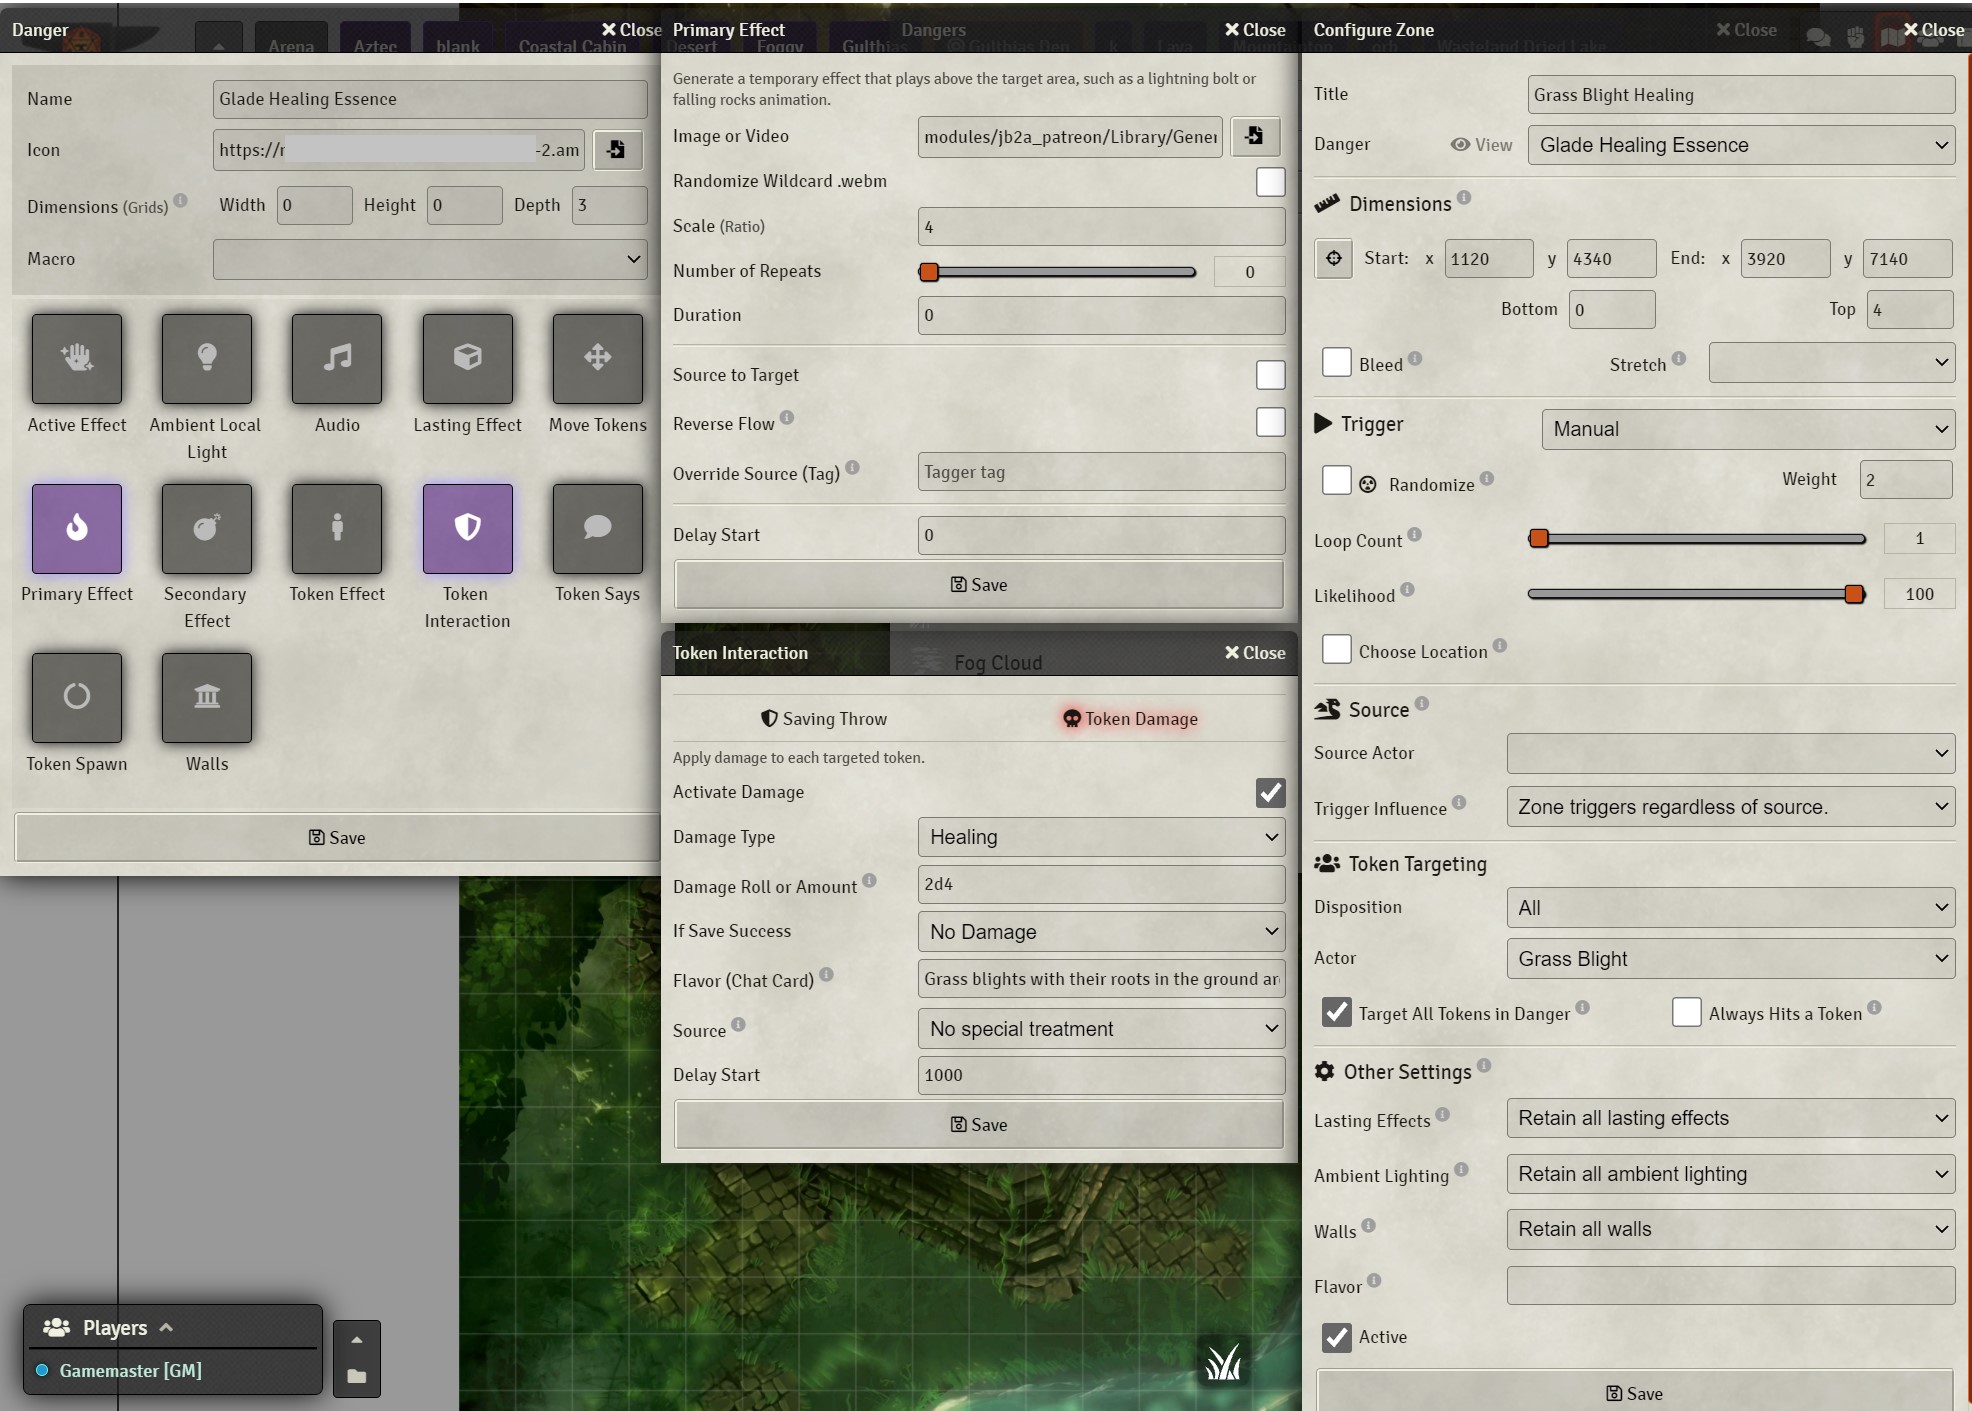 Danger
Close
Name
Glade Healing Essence
Icon
https://r
-2.am
Dimensions (Grids)
Width 0
Height 0
Depth 3
Macro
Active Effect
Ambient Local Light
Audio
Lasting Effect
Move Tokens
Primary Effect
Secondary Effect
Token Effect
Token Interaction
Token Says
Token Spawn
Walls
Save
Arena
Aztec
blank
Coastal Cabin
Desert
Foggy
Gulthias
Dangers
Gulthias Den
Lava
Mountaintop
orb
Wasteland Dried Lake
Close
Primary Effect
Close
Generate a temporary effect that plays above the target area, such as a lightning bolt or
falling rocks animation.
Image or Video
modules/jb2a_patreon/Library/Gener
Randomize Wildcard .webm
Scale (Ratio)
4
Number of Repeats
0
Duration
0
Source to Target
Reverse Flow
Override Source (Tag)
Tagger tag
Delay Start
0
Save
Fog Cloud
Token Interaction
Close
Saving Throw
Token Damage
Apply damage to each targeted token.
Activate Damage
Damage Type
Healing
Damage Roll or Amount
2d4
If Save Success
No Damage
Flavor (Chat Card)
Grass blights with their roots in the ground ar
Source
No special treatment
Delay Start
1000
Save
Configure Zone
Close
Title
Grass Blight Healing
Danger
View
Glade Healing Essence
Dimensions
Start: x 1120 y 4340 End: x 3920 y 7140
Bottom 0
Top 4
Bleed
Stretch
Trigger
Manual
Randomize
Weight 2
Loop Count
1
Likelihood
100
Choose Location
Source
Source Actor
Trigger Influence
Zone triggers regardless of source.
Token Targeting
Disposition
All
Actor
Grass Blight
Target All Tokens in Danger
Always Hits a Token
Other Settings
Lasting Effects
Retain all lasting effects
Ambient Lighting
Retain all ambient lighting
Walls
Retain all walls
Flavor
Active
Save
Players
Gamemaster [GM]